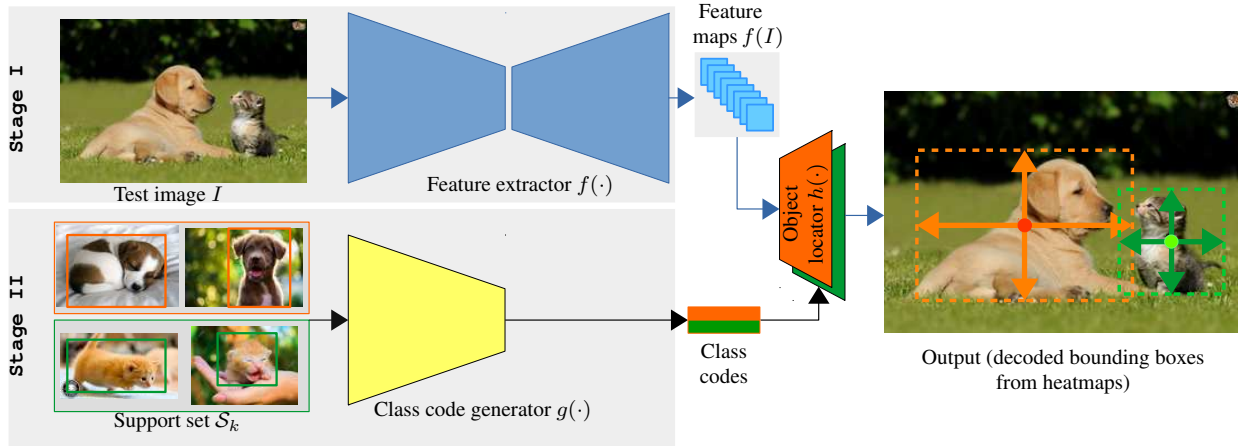 Stage I
Test image I
Feature extractor f(·)
Feature
maps f(I)
Object
locator h(·)
Stage II
Support set 𝒮ₖ
Class code generator g(·)
Class
codes
Output (decoded bounding boxes
from heatmaps)